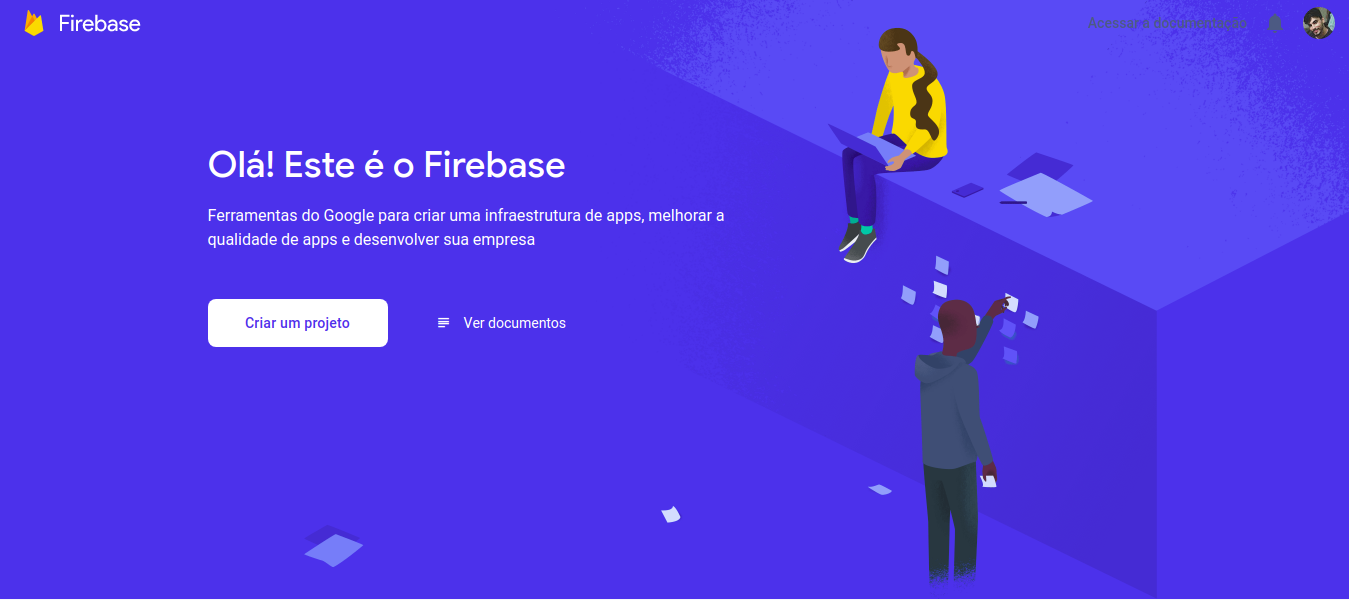 Firebase
Acessar a documentação
Olá! Este é o Firebase
Ferramentas do Google para criar uma infraestrutura de apps, melhorar a
qualidade de apps e desenvolver sua empresa
Criar um projeto
Ver documentos